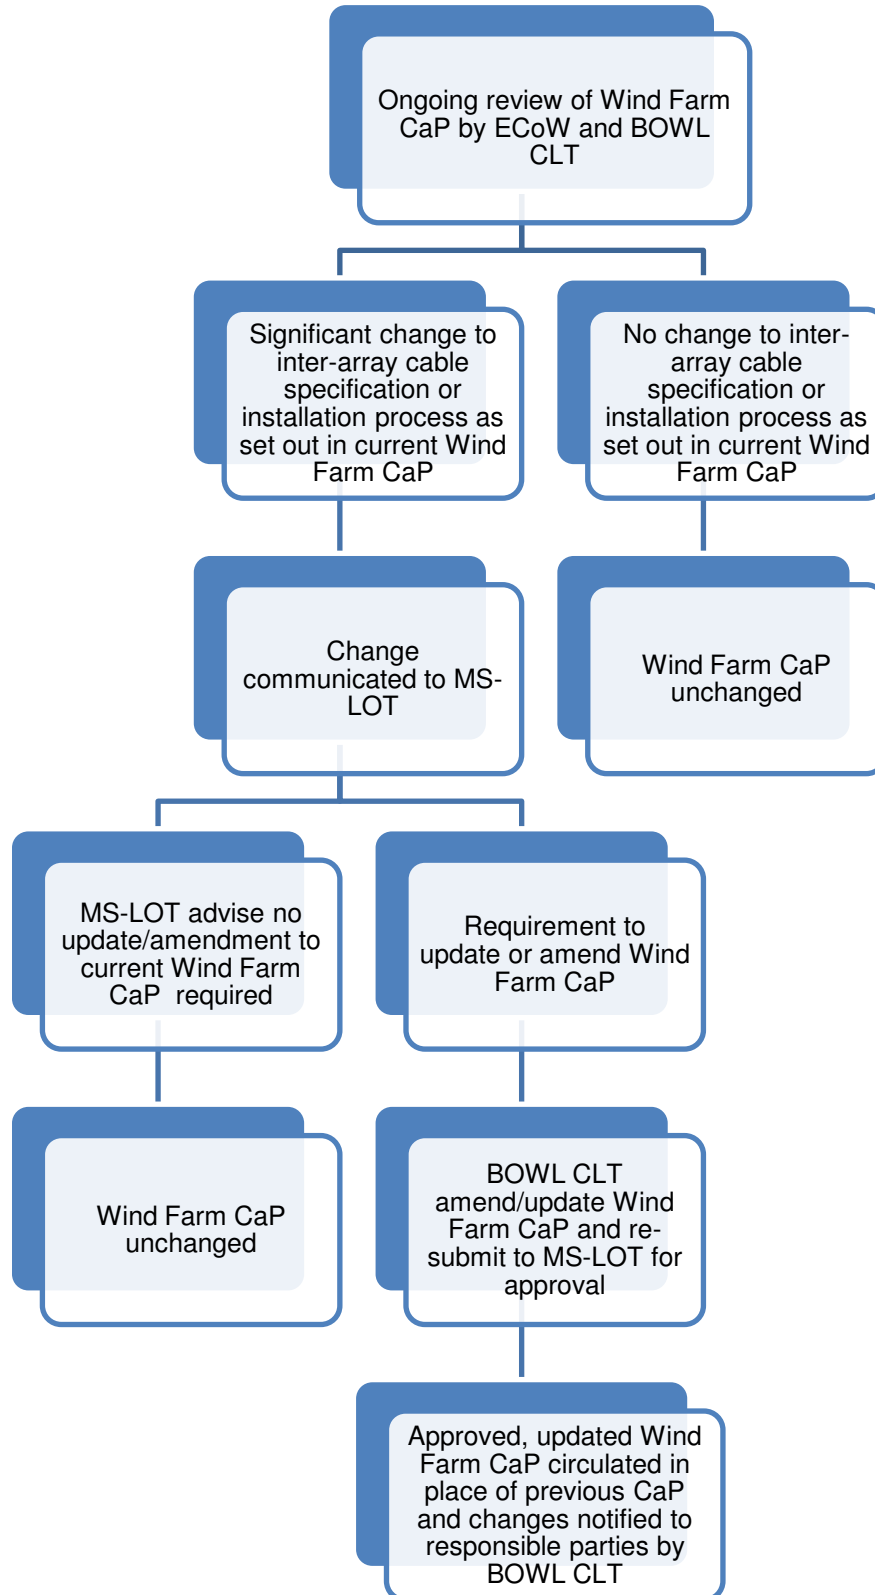 Ongoing review of Wind Farm
CaP by ECoW and BOWL
CLT
Significant change to
inter-array cable
specification or
installation process as
set out in current Wind
Farm CaP
No change to inter-
array cable
specification or
installation process as
set out in current Wind
Farm CaP
Change
communicated to MS-
LOT
Wind Farm CaP
unchanged
MS-LOT advise no
update/amendment to
current Wind Farm
CaP  required
Requirement to
update or amend Wind
Farm CaP
Wind Farm CaP
unchanged
BOWL CLT
amend/update Wind
Farm CaP and re-
submit to MS-LOT for
approval
Approved, updated Wind
Farm CaP circulated in
place of previous CaP
and changes notified to
responsible parties by
BOWL CLT